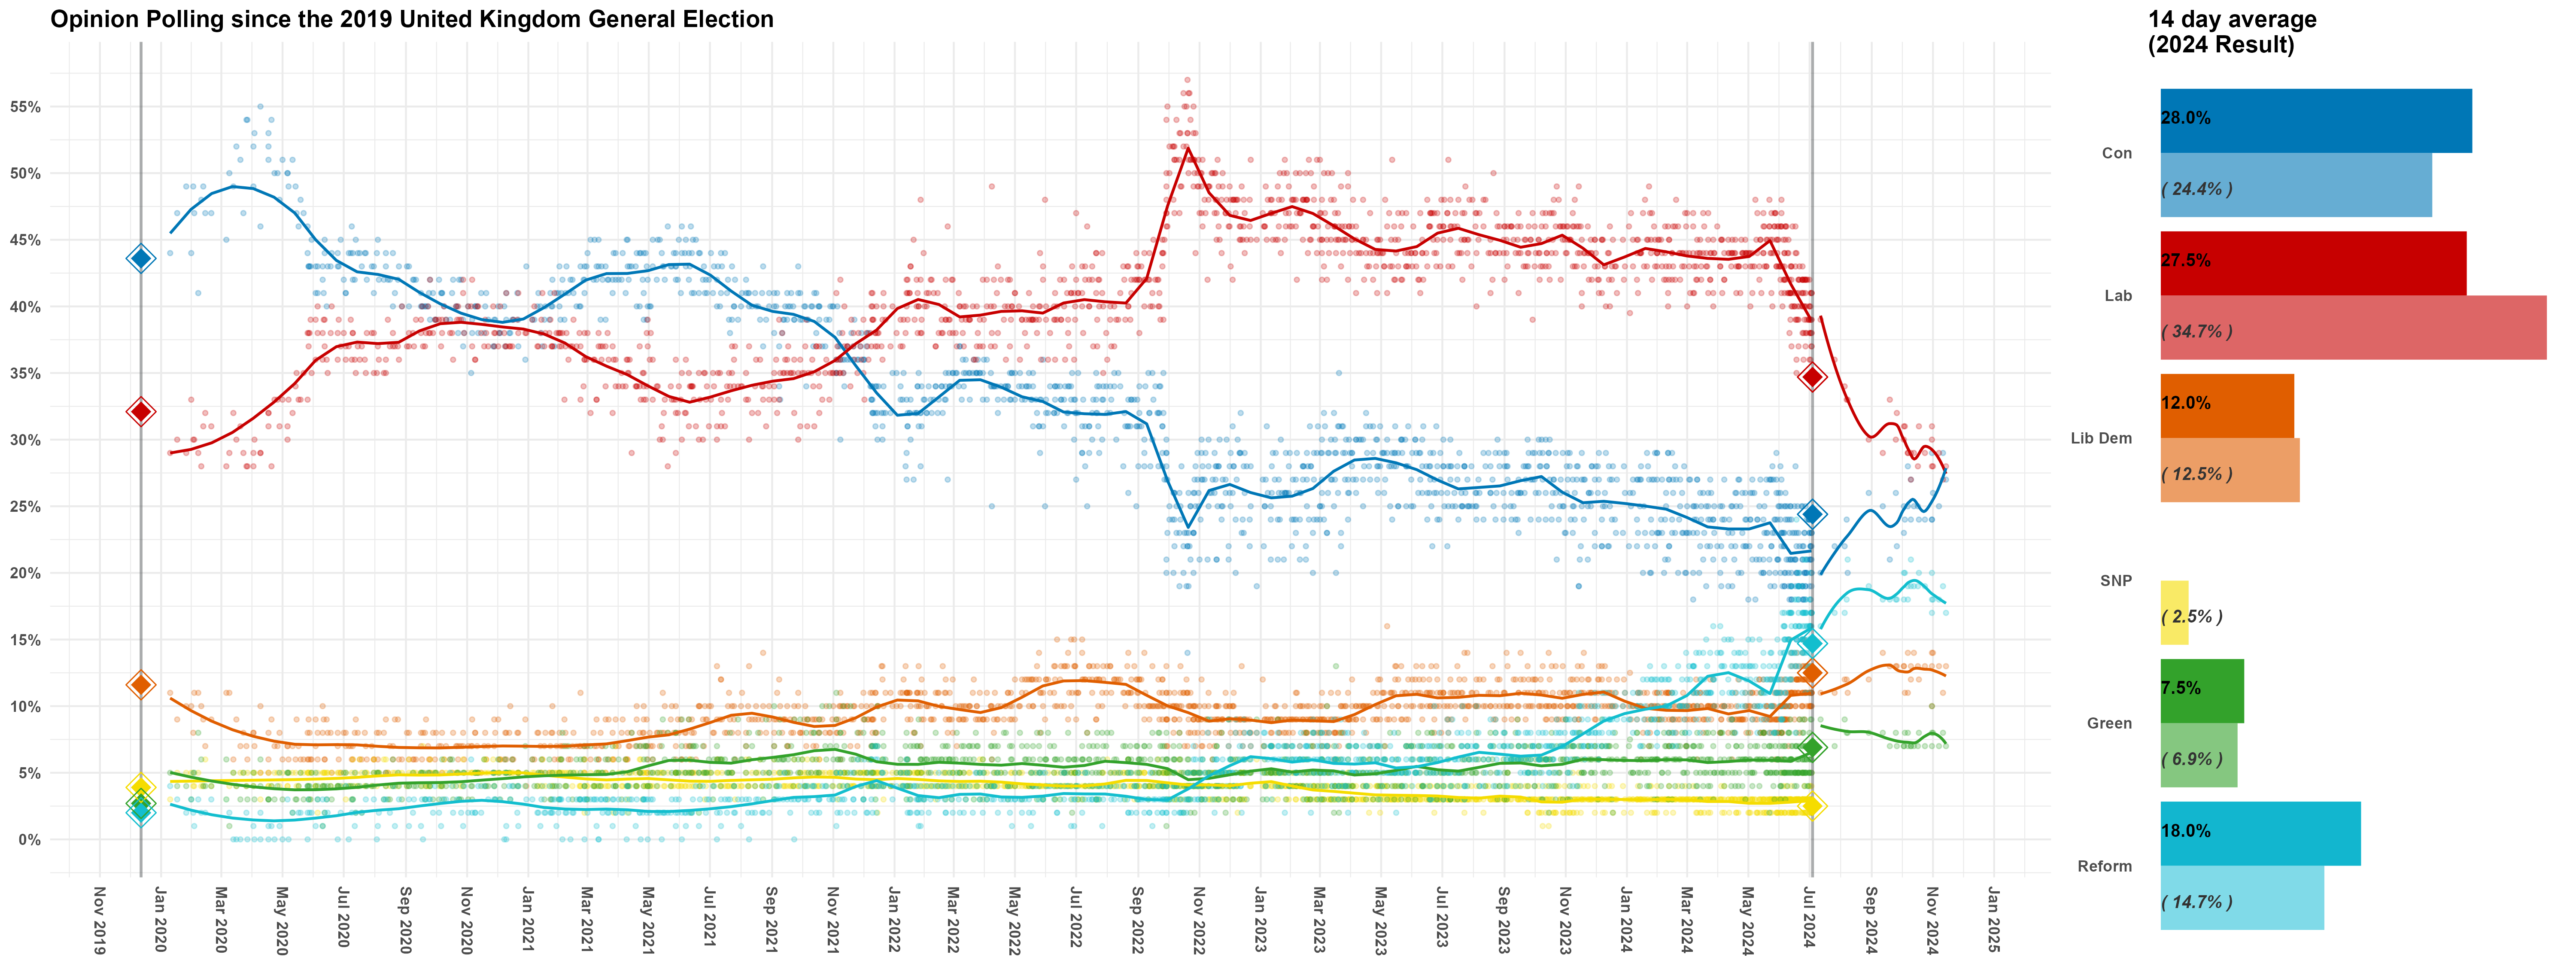 Opinion Polling since the 2019 United Kingdom General Election
55%
50%
45%
40%
35%
30%
25%
20%
15%
10%
5%
0%
Nov 2019
Jan 2020
Mar 2020
May 2020
Jul 2020
Sep 2020
Nov 2020
Jan 2021
Mar 2021
May 2021
Jul 2021
Sep 2021
Nov 2021
Jan 2022
Mar 2022
May 2022
Jul 2022
Sep 2022
Nov 2022
Jan 2023
Mar 2023
May 2023
Jul 2023
Sep 2023
Nov 2023
Jan 2024
Mar 2024
May 2024
Jul 2024
Sep 2024
Nov 2024
Jan 2025
14 day average
(2024 Result)
Con
28.0%
( 24.4% )
Lab
27.5%
( 34.7% )
Lib Dem
12.0%
( 12.5% )
SNP
( 2.5% )
Green
7.5%
( 6.9% )
Reform
18.0%
( 14.7% )